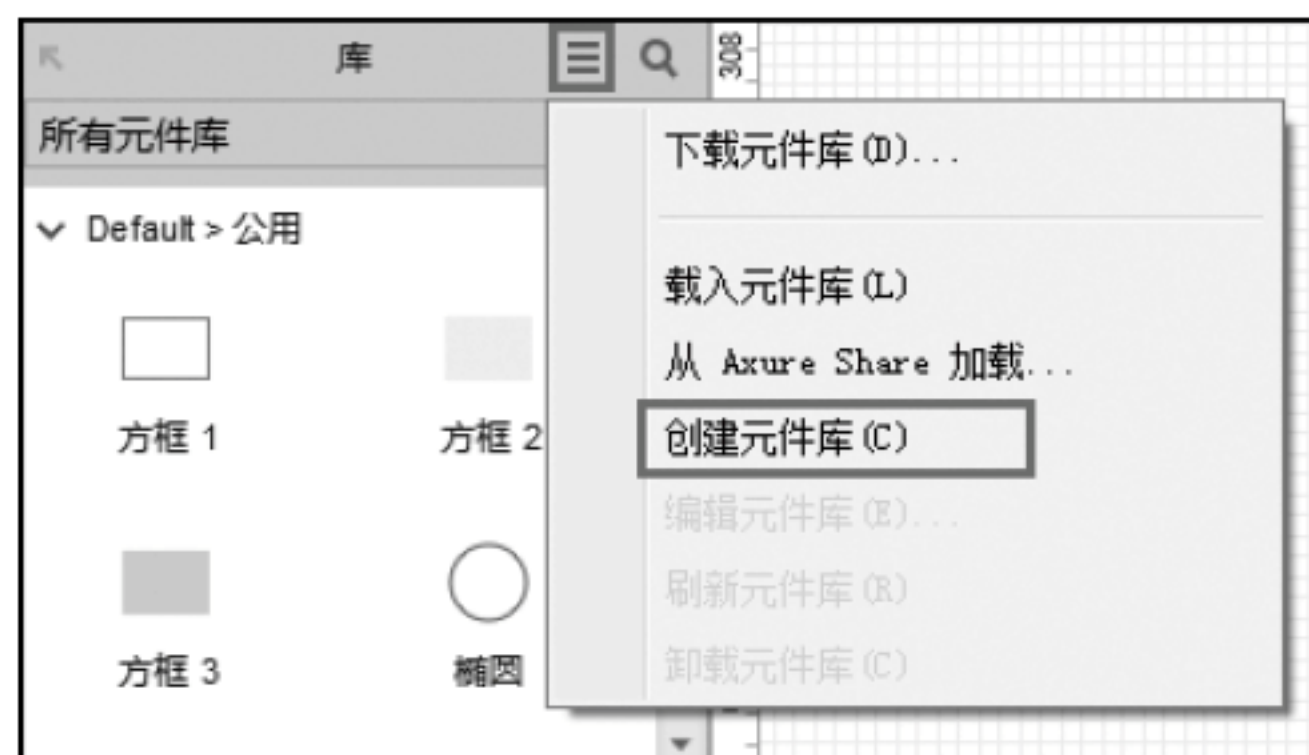 库
308
所有元件库
下载元件库(D)...
Default > 公用
载入元件库(L)
从 Axure Share 加载...
方框 1
方框 2
创建元件库(C)
编辑元件库(E)...
刷新元件库(R)
方框 3
椭圆
卸载元件库(C)